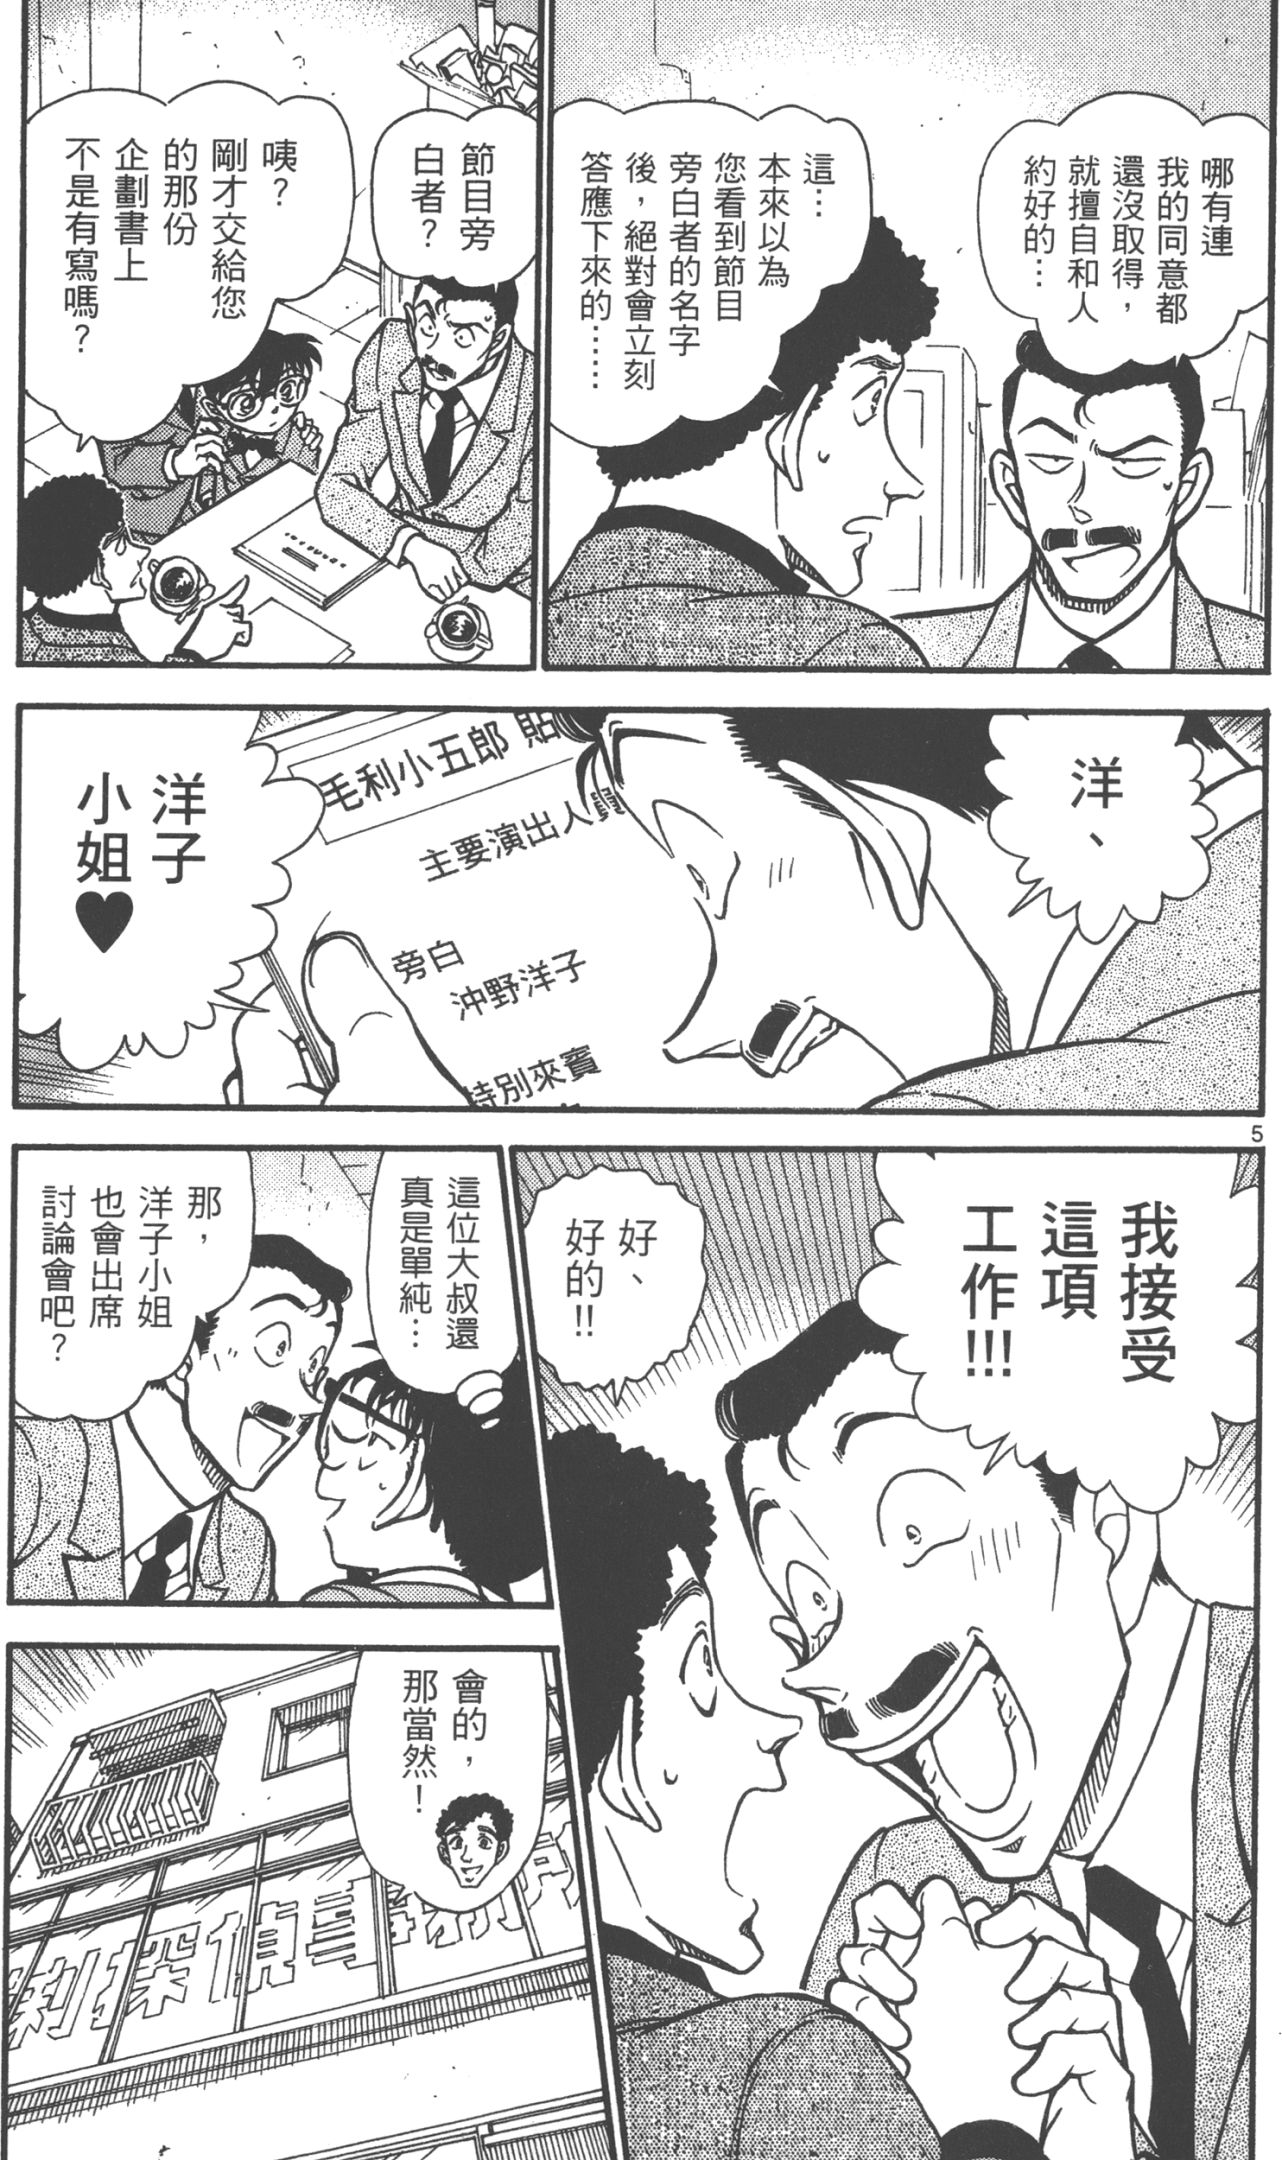 哪有連
我的同意都
還沒取得，
就擅自和人
約好的…
這…
本來以為
您看到節目
旁白者的名字
後，絕對會立刻
答應下來的……
節目旁
白者？
咦？
剛才交給您
的那份
企劃書上
不是有寫嗎？
洋、
毛利小五郎 貼
主要演出人員
旁白
沖野洋子
特別來賓
洋子
小姐♥
5
我接受
這項
工作!!!
好、
好的!!
這位大叔還
真是單純…
那，
洋子小姐
也會出席
討論會吧？
會的，
那當然！
利探偵事務所